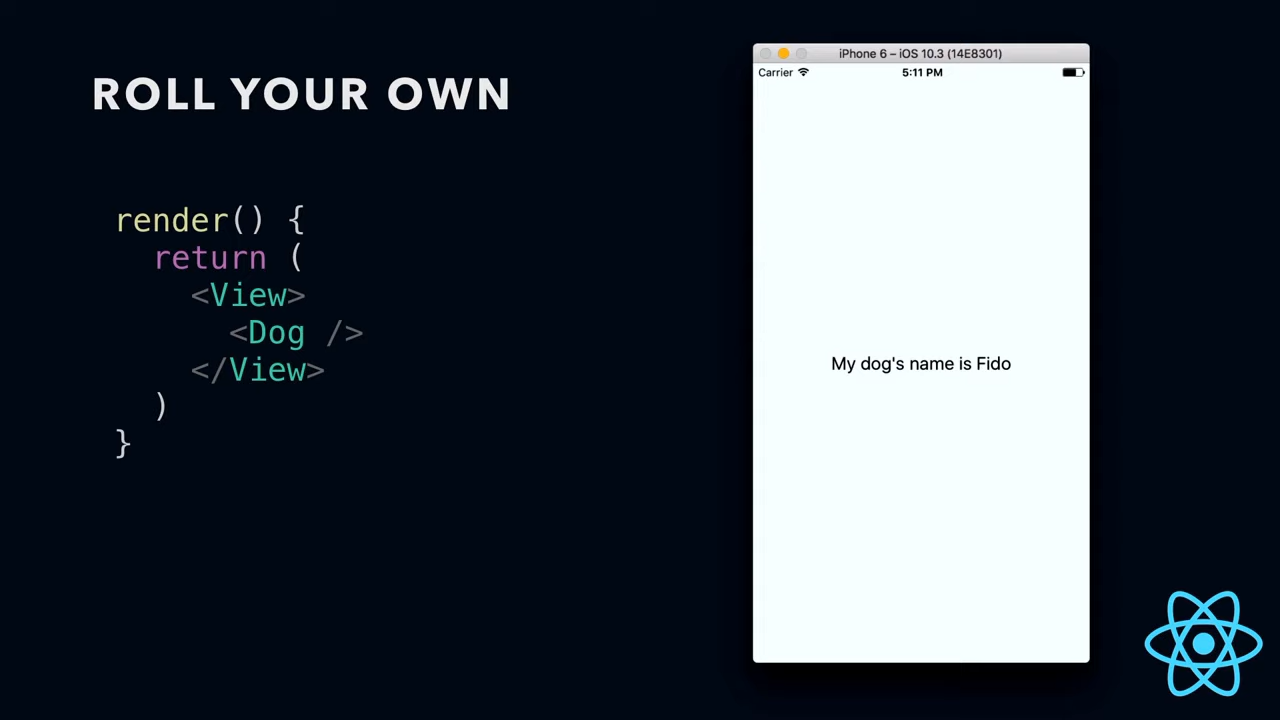 ROLL YOUR OWN
render() {
  return (
    <View>
      <Dog />
    </View>
  )
}
iPhone 6 – iOS 10.3 (14E8301)
Carrier 5:11 PM
My dog's name is Fido